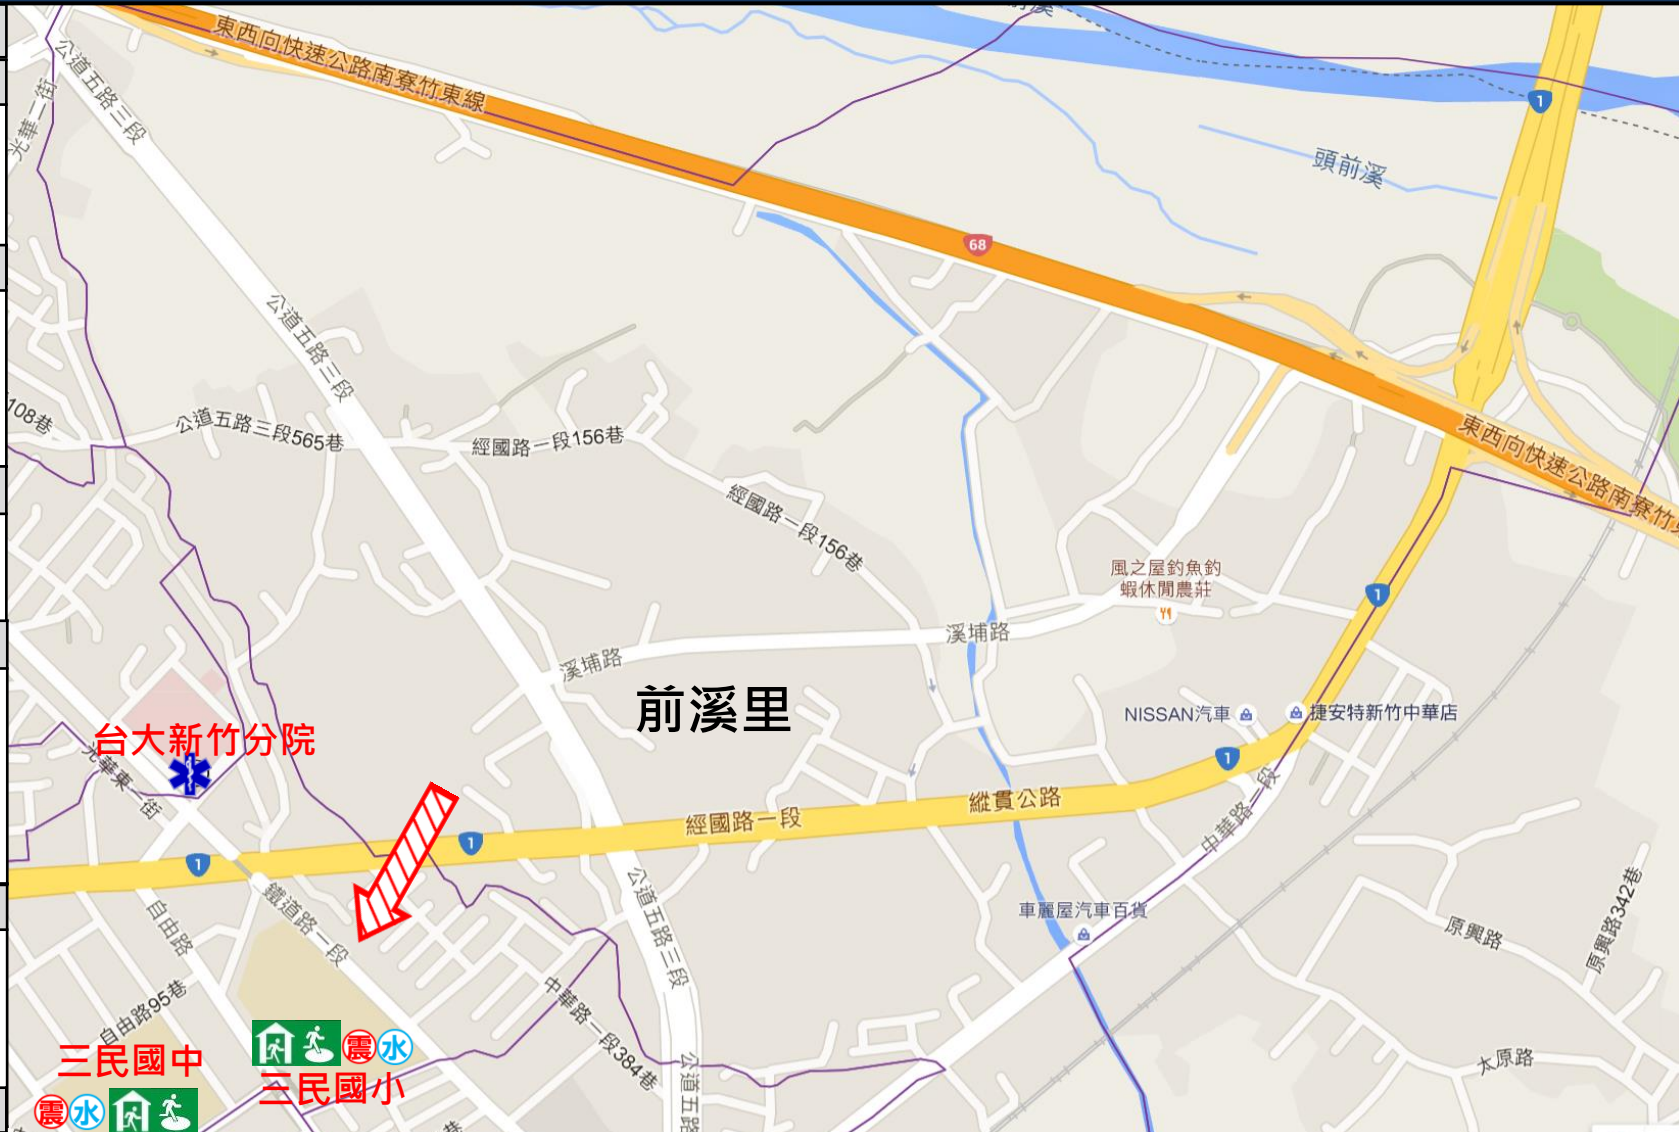 東西向快速公路南寮竹東線
公道五路三段
光華二街
1
頭前溪
68
公道五路三段
108巷
公道五路三段565巷
經國路一段156巷
東西向快速公路南寮竹
經國路一段156巷
風之屋釣魚釣
蝦休閒農莊
1
溪埔路
溪埔路
前溪里
NISSAN汽車
捷安特新竹中華店
台大新竹分院
光華東一街
1
縱貫公路
經國路一段
中華路一段
1
1
鐵道路一段
自由路
公道五路三段
車麗屋汽車百貨
原興路
原興路342巷
自由路95巷
中華路一段384巷
三民國中
震水
三民國小
太原路
公道五路
震水
巷